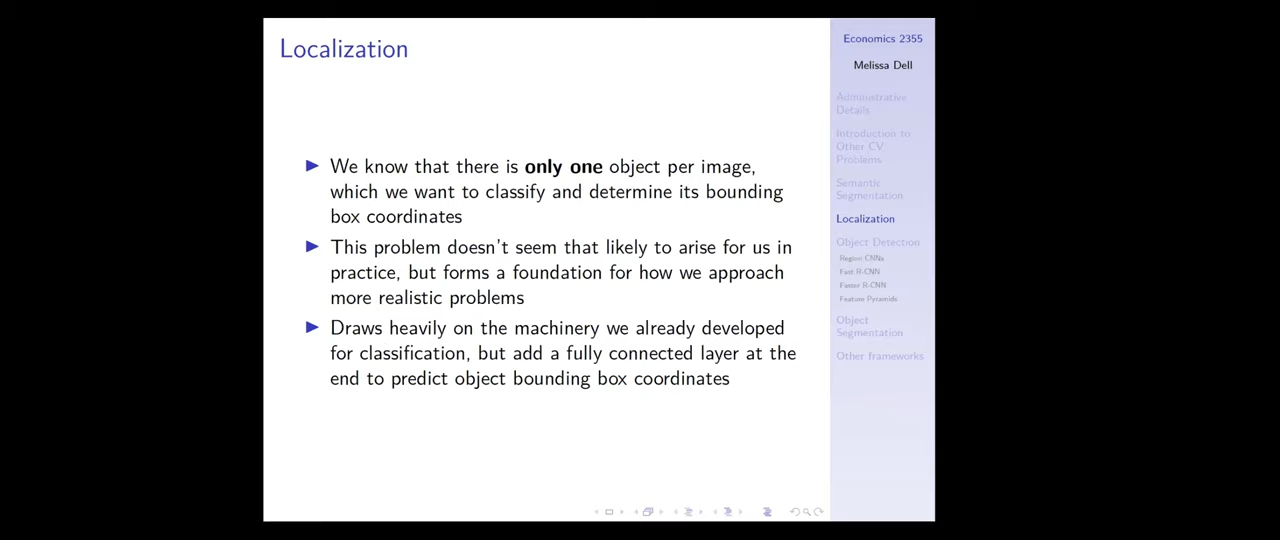 Localization
We know that there is only one object per image,
which we want to classify and determine its bounding
box coordinates
This problem doesn't seem that likely to arise for us in
practice, but forms a foundation for how we approach
more realistic problems
Draws heavily on the machinery we already developed
for classification, but add a fully connected layer at the
end to predict object bounding box coordinates
Economics 2355
Melissa Dell
Administrative
Details
Introduction to
Other CV
Problems
Semantic
Segmentation
Localization
Object Detection
Region CNNs
Fast R-CNN
Faster R-CNN
Feature Pyramids
Object
Segmentation
Other frameworks